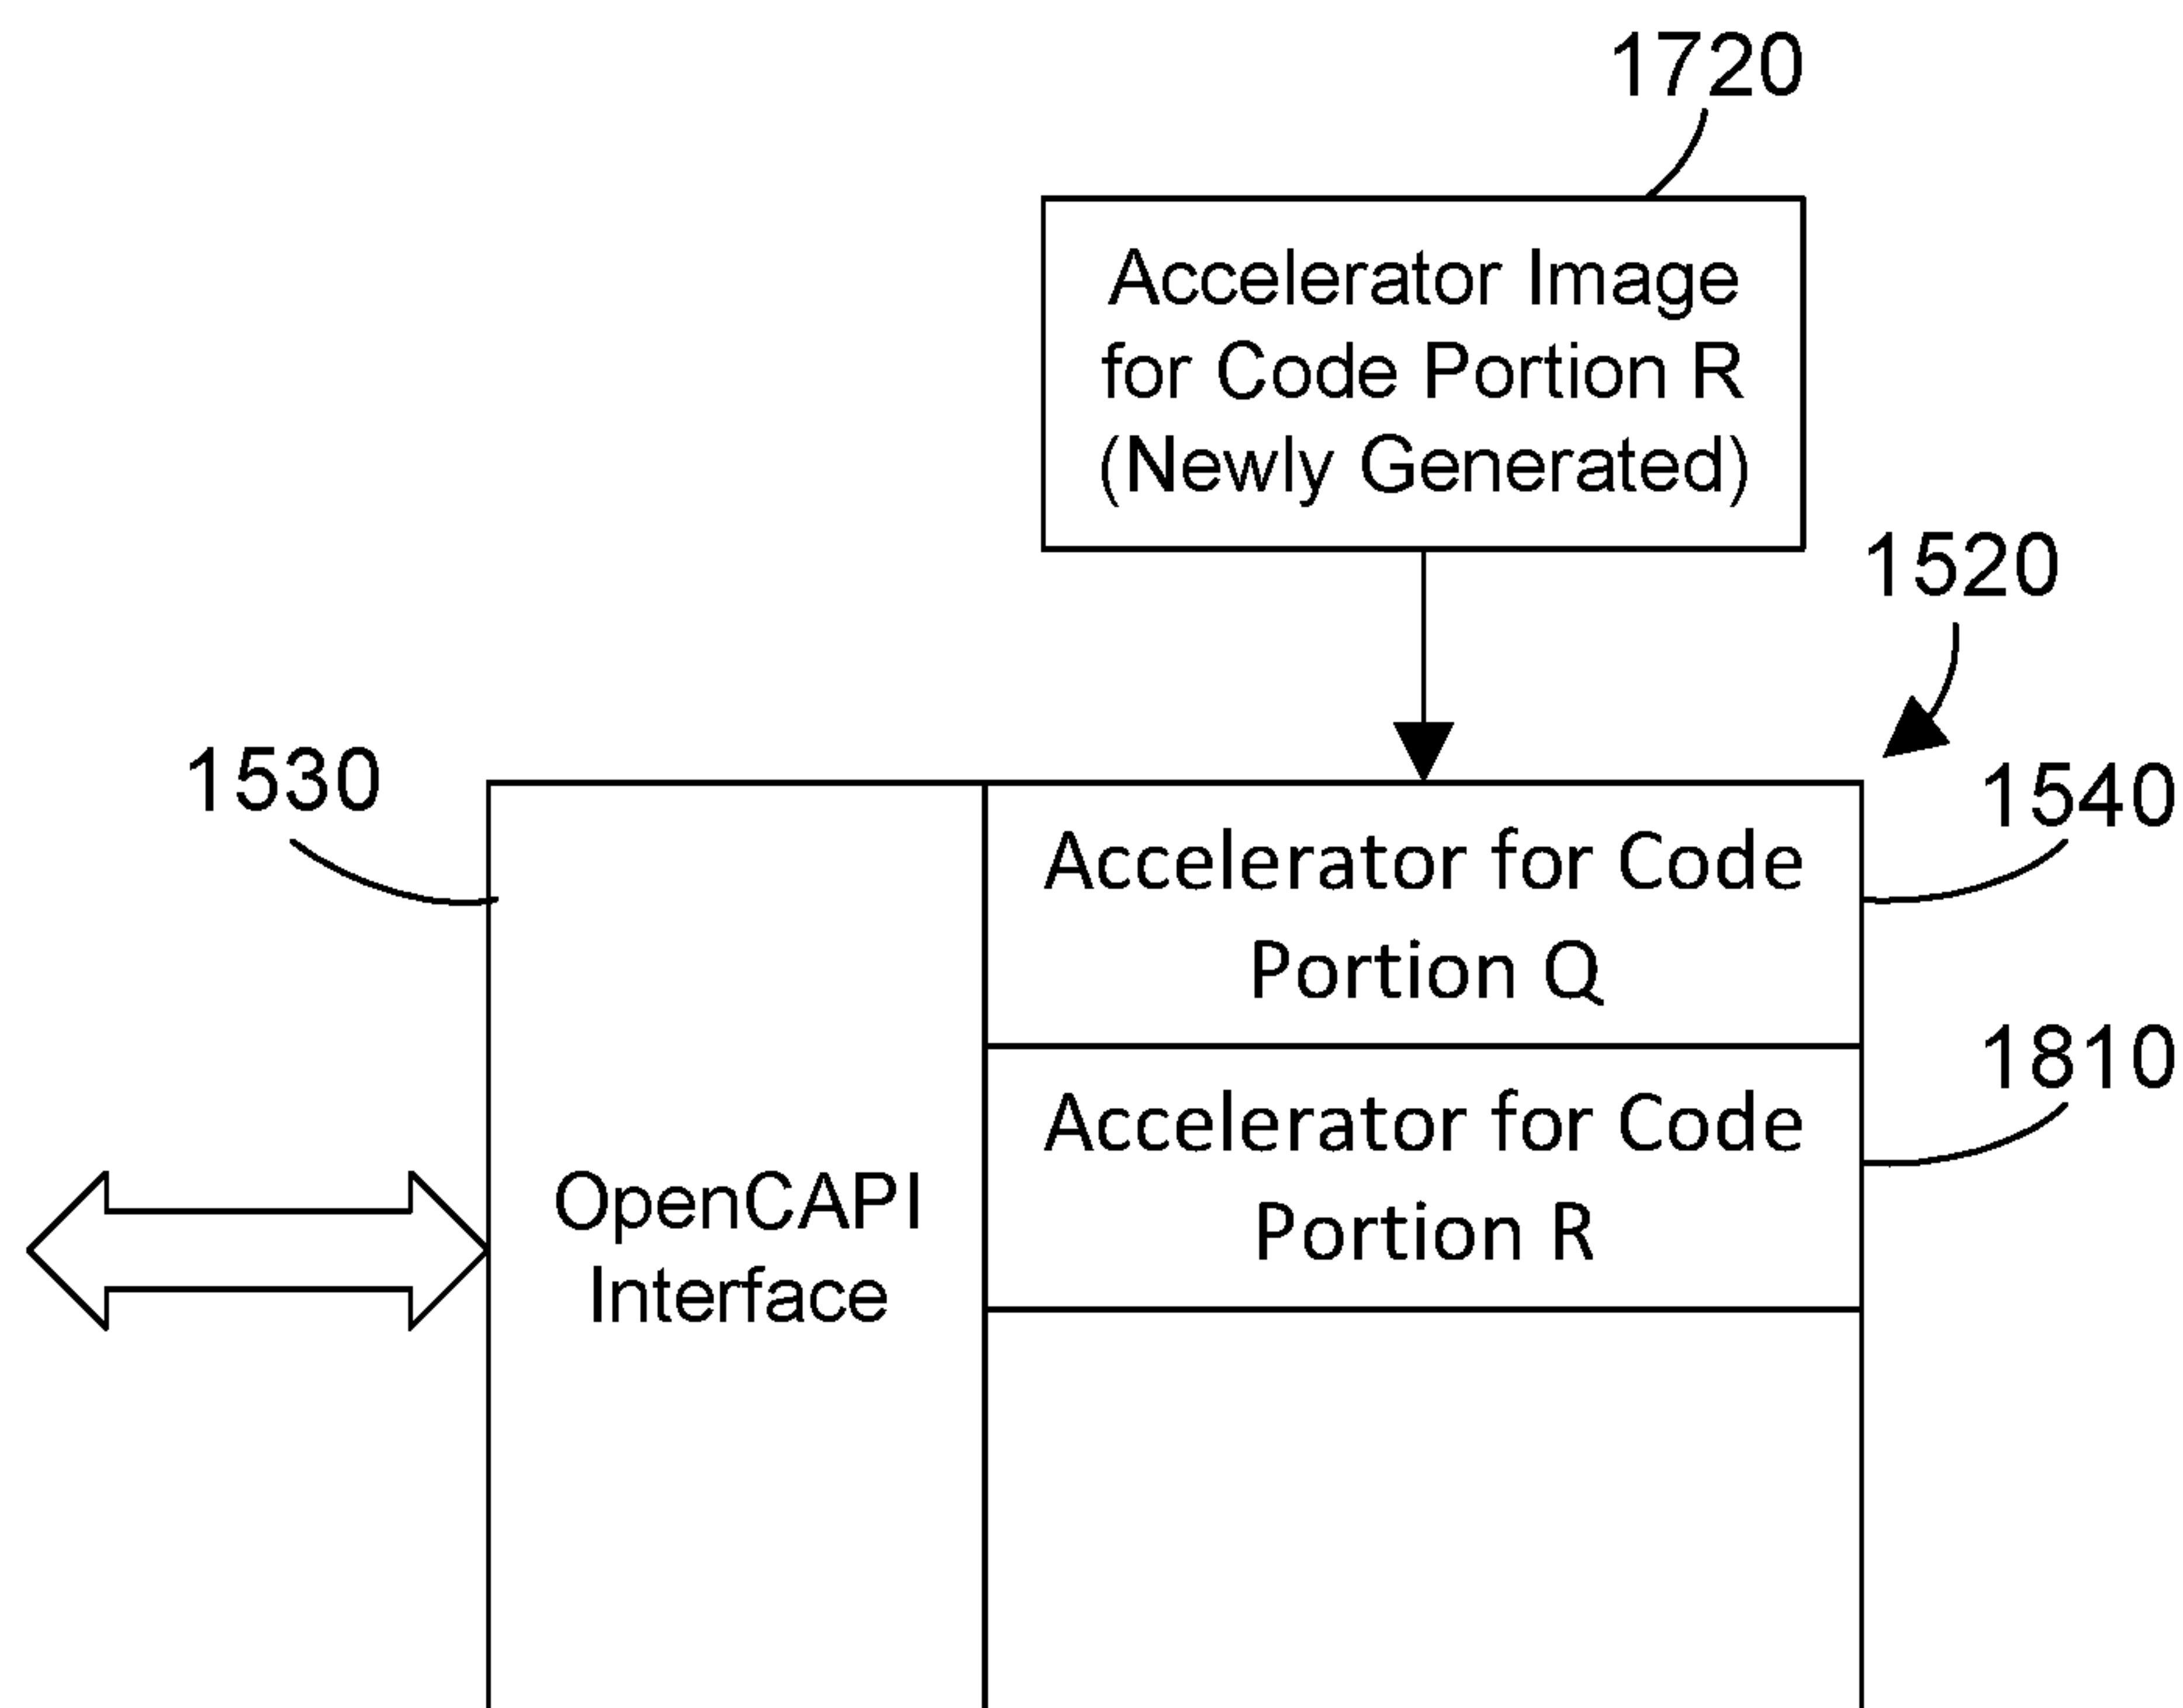 1720
Accelerator Image
for Code Portion R
(Newly Generated)
1520
1530
1540
Accelerator for Code
Portion Q
1810
Accelerator for Code
Portion R
OpenCAPI
Interface